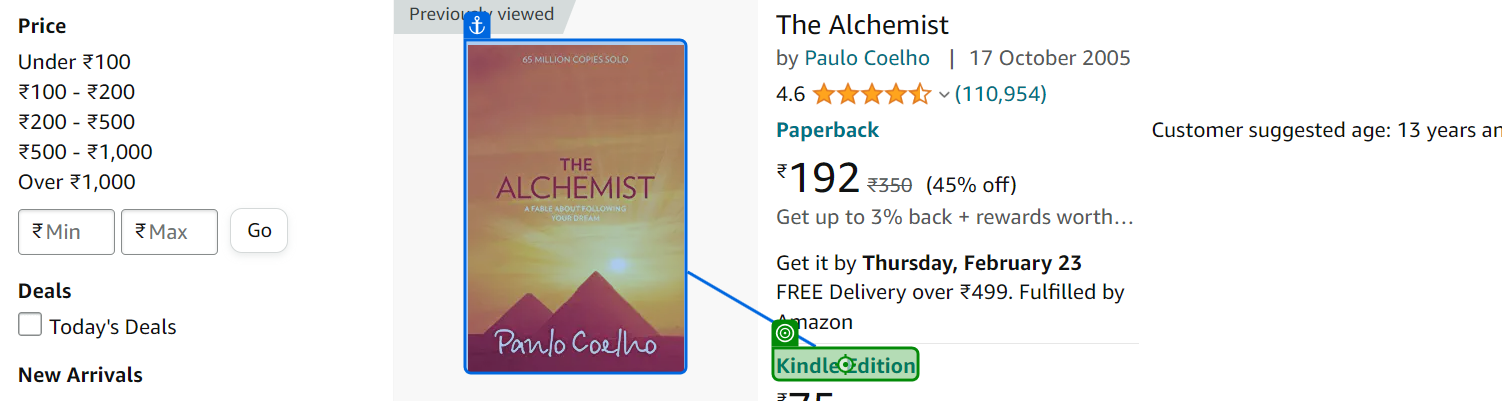 Price
Under ₹100
₹100 - ₹200
₹200 - ₹500
₹500 - ₹1,000
Over ₹1,000
₹ Min ₹ Max Go
Deals
Today's Deals
New Arrivals
Previously viewed
65 MILLION COPIES SOLD
THE
ALCHEMIST
A FABLE ABOUT FOLLOWING
YOUR DREAM
Paulo Coelho
The Alchemist
by Paulo Coelho | 17 October 2005
4.6 (110,954)
Paperback
Customer suggested age: 13 years an
₹192 ₹350 (45% off)
Get up to 3% back + rewards worth…
Get it by Thursday, February 23
FREE Delivery over ₹499. Fulfilled by
Amazon
Kindle Edition
₹75